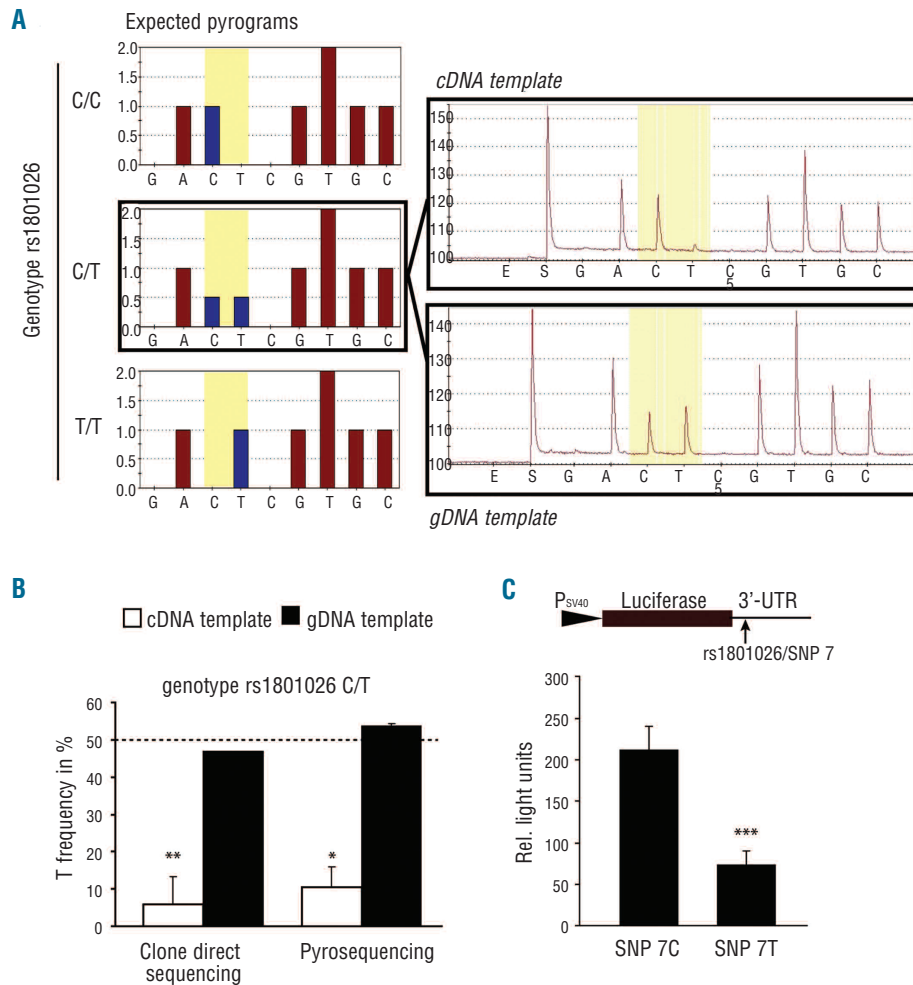 A
Expected pyrograms
Genotype rs1801026
C/C
2.0
1.5
1.0
0.5
0.0
G A C T C G T G C
C/T
2.0
1.5
1.0
0.5
0.0
G A C T C G T G C
T/T
2.0
1.5
1.0
0.5
0.0
G A C T C G T G C
cDNA template
150
140
130
120
110
100
E S G A C T C G T G C
5
140
130
120
110
100
E S G A C T C G T G C
5
gDNA template
B
cDNA template gDNA template
genotype rs1801026 C/T
T frequency in %
60
50
40
30
20
10
0
** *
Clone direct sequencing
Pyrosequencing
C
PSV40 Luciferase 3'-UTR
rs1801026/SNP 7
Rel. light units
300
250
200
150
100
50
0
***
SNP 7C SNP 7T